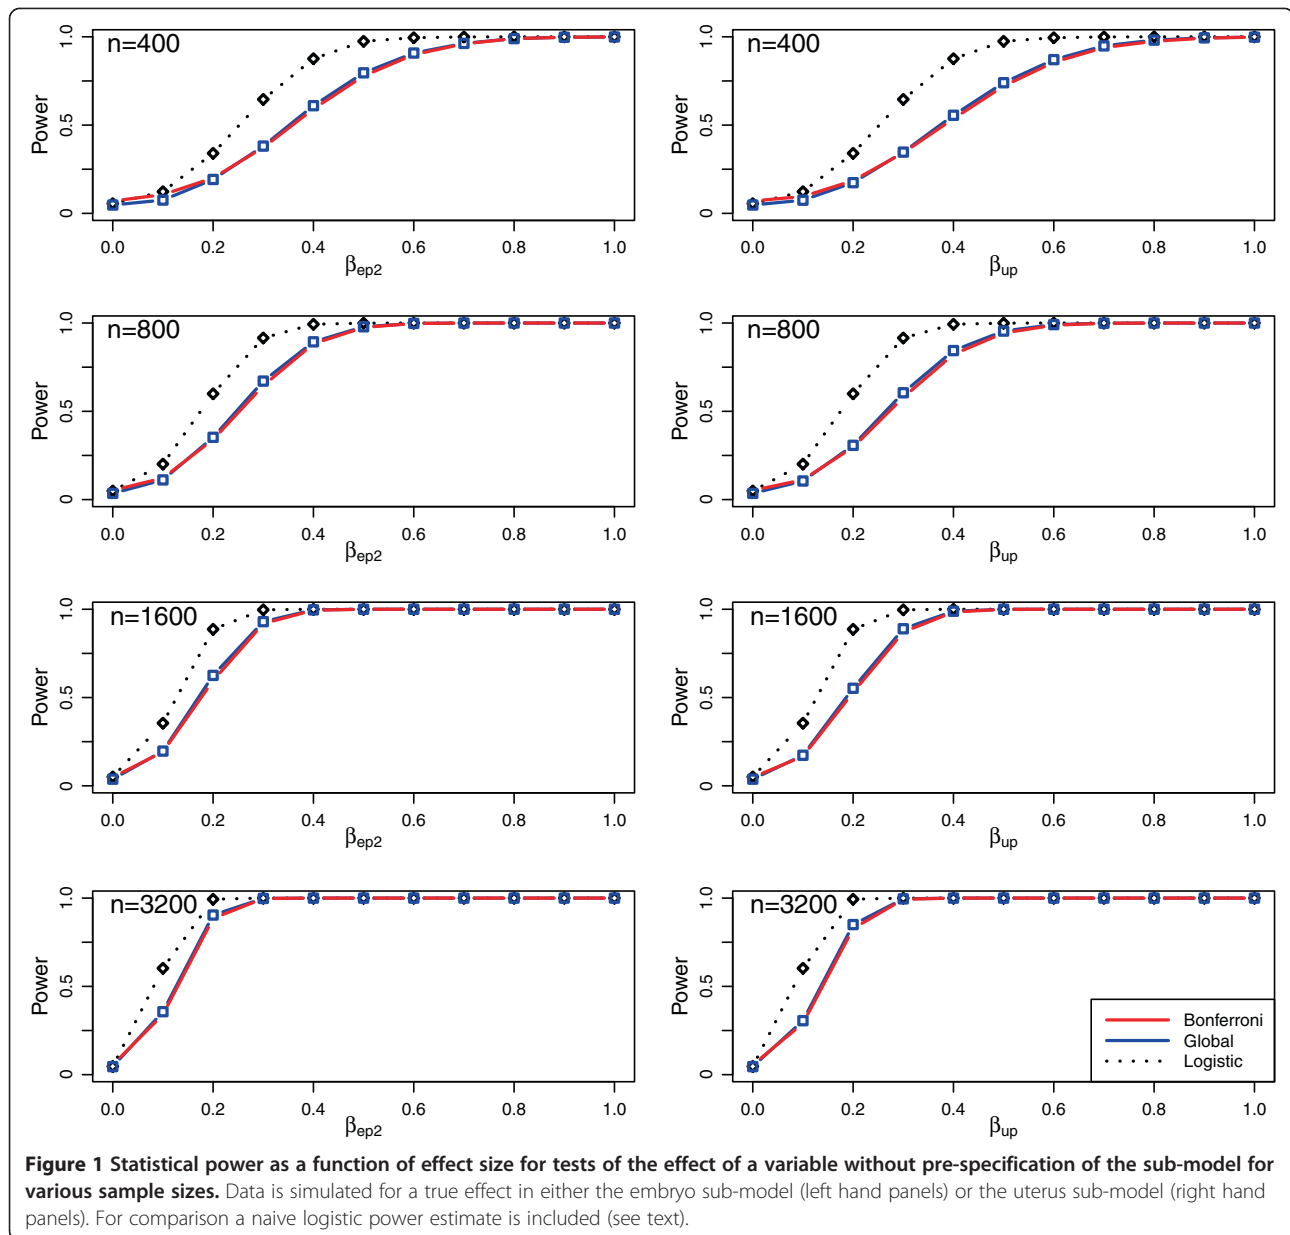 n=400
Power
0 0.5 1.0
0.0 0.2 0.4 0.6 0.8 1.0
βep2
n=400
Power
0 0.5 1.0
0.0 0.2 0.4 0.6 0.8 1.0
βup
n=800
Power
0 0.5 1.0
0.0 0.2 0.4 0.6 0.8 1.0
βep2
n=800
Power
0 0.5 1.0
0.0 0.2 0.4 0.6 0.8 1.0
βup
n=1600
Power
0 0.5 1.0
0.0 0.2 0.4 0.6 0.8 1.0
βep2
n=1600
Power
0 0.5 1.0
0.0 0.2 0.4 0.6 0.8 1.0
βup
n=3200
Power
0 0.5 1.0
0.0 0.2 0.4 0.6 0.8 1.0
βep2
n=3200
Power
0 0.5 1.0
0.0 0.2 0.4 0.6 0.8 1.0
βup
Bonferroni
Global
Logistic
Figure 1 Statistical power as a function of effect size for tests of the effect of a variable without pre-specification of the sub-model for
various sample sizes. Data is simulated for a true effect in either the embryo sub-model (left hand panels) or the uterus sub-model (right hand
panels). For comparison a naive logistic power estimate is included (see text).